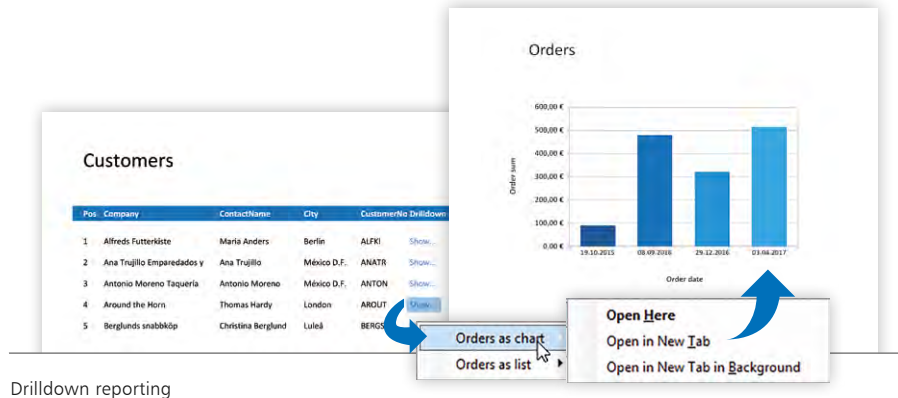 Orders
600,00 €
500,00 €
400,00 €
300,00 €
200,00 €
100,00 €
0,00 €
Order sum
19.10.2015 08.09.2016 29.12.2016 03.04.2017
Order date
Customers
Pos Company ContactName City CustomerNo Drilldown
1 Alfreds Futterkiste Maria Anders Berlin ALFKI Show...
2 Ana Trujillo Emparedados y Ana Trujillo México D.F. ANATR Show...
3 Antonio Moreno Taquería Antonio Moreno México D.F. ANTON Show...
4 Around the Horn Thomas Hardy London AROUT Show...
5 Berglunds snabbköp Christina Berglund Luleå BERGS
Orders as chart
Orders as list
Open Here
Open in New Tab
Open in New Tab in Background
Drilldown reporting